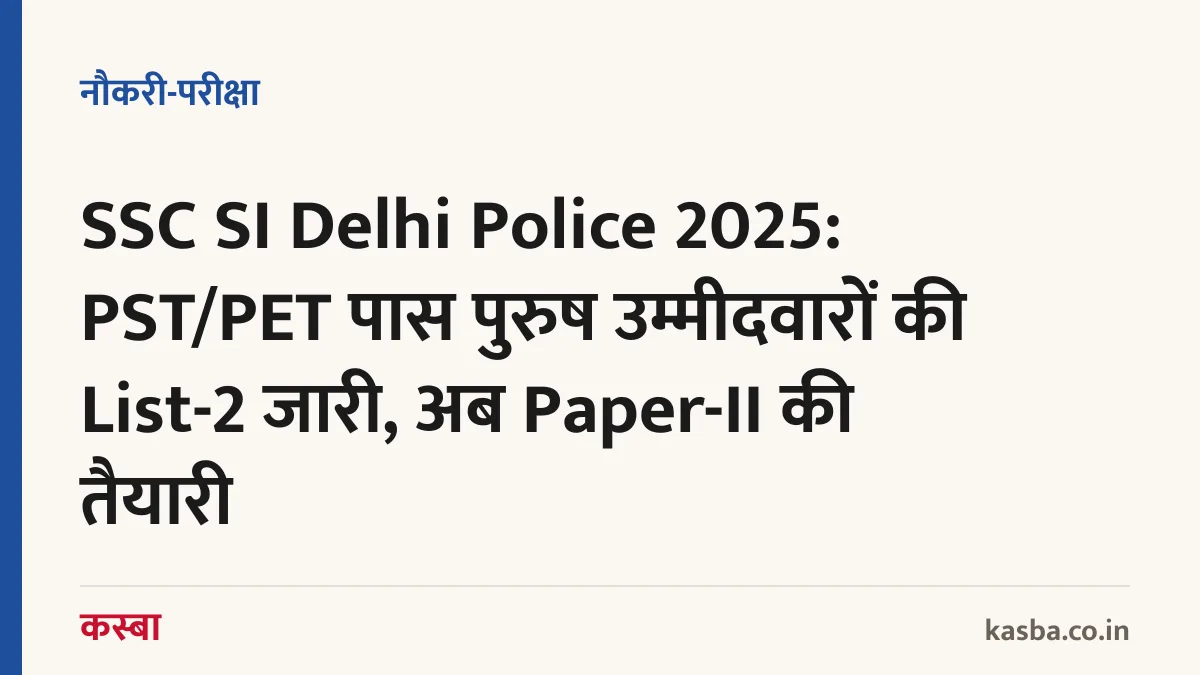 नौकरी-परीक्षा
SSC SI Delhi Police 2025:
PST/PET पास पुरुष उम्मीदवारों की
List-2 जारी, अब Paper-II की
तैयारी
कस्बा
kasba.co.in